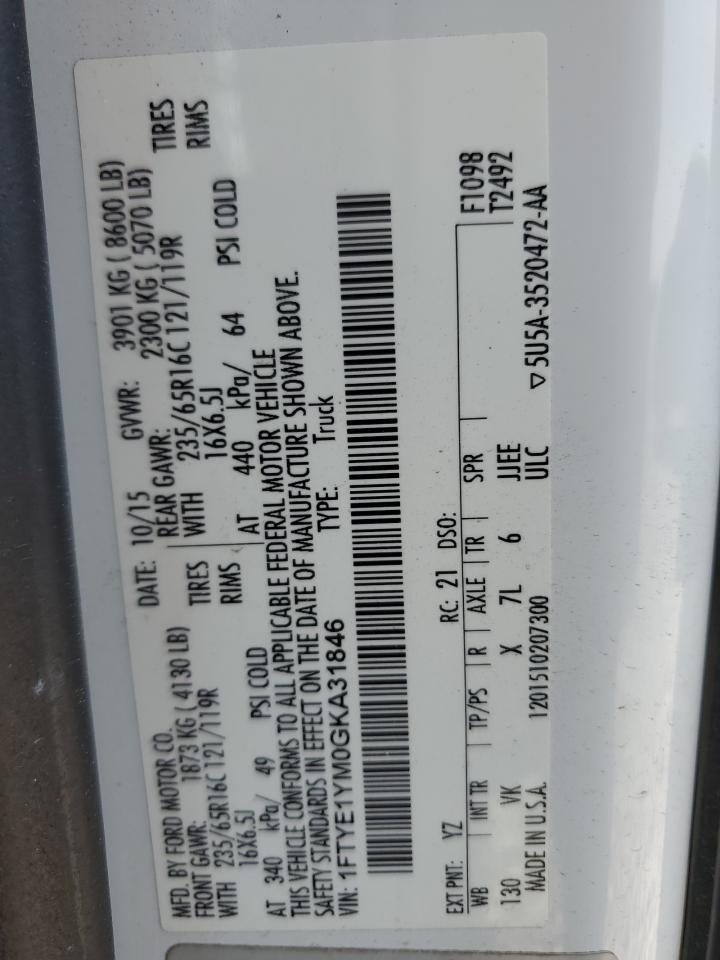 MFD. BY FORD MOTOR CO.
DATE: 10/15 GVWR: 3901 KG ( 8600 LB)
FRONT GAWR: 1873 KG ( 4130 LB)
REAR GAWR: 2300 KG ( 5070 LB)
WITH 235/65R16C 121/119R TIRES
WITH 235/65R16C 121/119R TIRES
16X6.5J RIMS
16X6.5J RIMS
AT 340 kPa/ 49 PSI COLD
AT 440 kPa/ 64 PSI COLD
THIS VEHICLE CONFORMS TO ALL APPLICABLE FEDERAL MOTOR VEHICLE
SAFETY STANDARDS IN EFFECT ON THE DATE OF MANUFACTURE SHOWN ABOVE.
VIN: 1FTYE1YM0GKA31846 TYPE: Truck
EXT PNT: YZ RC: 21 DSO: F1098
WB INT TR TP/PS R AXLE TR SPR T2492
130 VK X 7L 6 JJEE
MADE IN U.S.A. 1201510207300 ULC ▽5U5A-3520472-AA